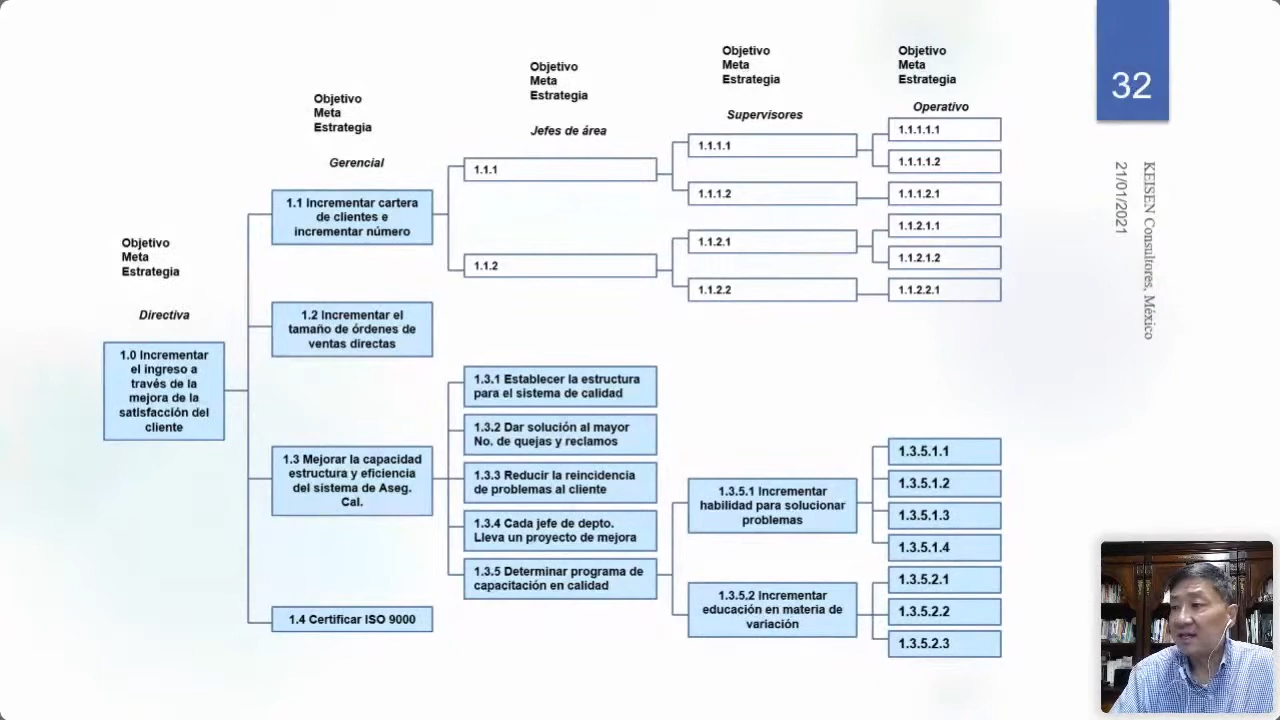 Objetivo
Meta
Estrategia
Directiva
1.0 Incrementar
el ingreso a
través de la
mejora de la
satisfacción del
cliente
Objetivo
Meta
Estrategia
Gerencial
1.1 Incrementar cartera
de clientes e
incrementar número
1.2 Incrementar el
tamaño de órdenes de
ventas directas
1.3 Mejorar la capacidad
estructura y eficiencia
del sistema de Aseg.
Cal.
1.4 Certificar ISO 9000
Objetivo
Meta
Estrategia
Jefes de área
1.1.1
1.1.2
1.3.1 Establecer la estructura
para el sistema de calidad
1.3.2 Dar solución al mayor
No. de quejas y reclamos
1.3.3 Reducir la reincidencia
de problemas al cliente
1.3.4 Cada jefe de depto.
Lleva un proyecto de mejora
1.3.5 Determinar programa de
capacitación en calidad
Objetivo
Meta
Estrategia
Supervisores
1.1.1.1
1.1.1.2
1.1.2.1
1.1.2.2
1.3.5.1 Incrementar
habilidad para solucionar
problemas
1.3.5.2 Incrementar
educación en materia de
variación
Objetivo
Meta
Estrategia
Operativo
1.1.1.1.1
1.1.1.1.2
1.1.1.2.1
1.1.2.1.1
1.1.2.1.2
1.1.2.2.1
1.3.5.1.1
1.3.5.1.2
1.3.5.1.3
1.3.5.1.4
1.3.5.2.1
1.3.5.2.2
1.3.5.2.3
32
KEISEN Consultores, México
21/01/2021